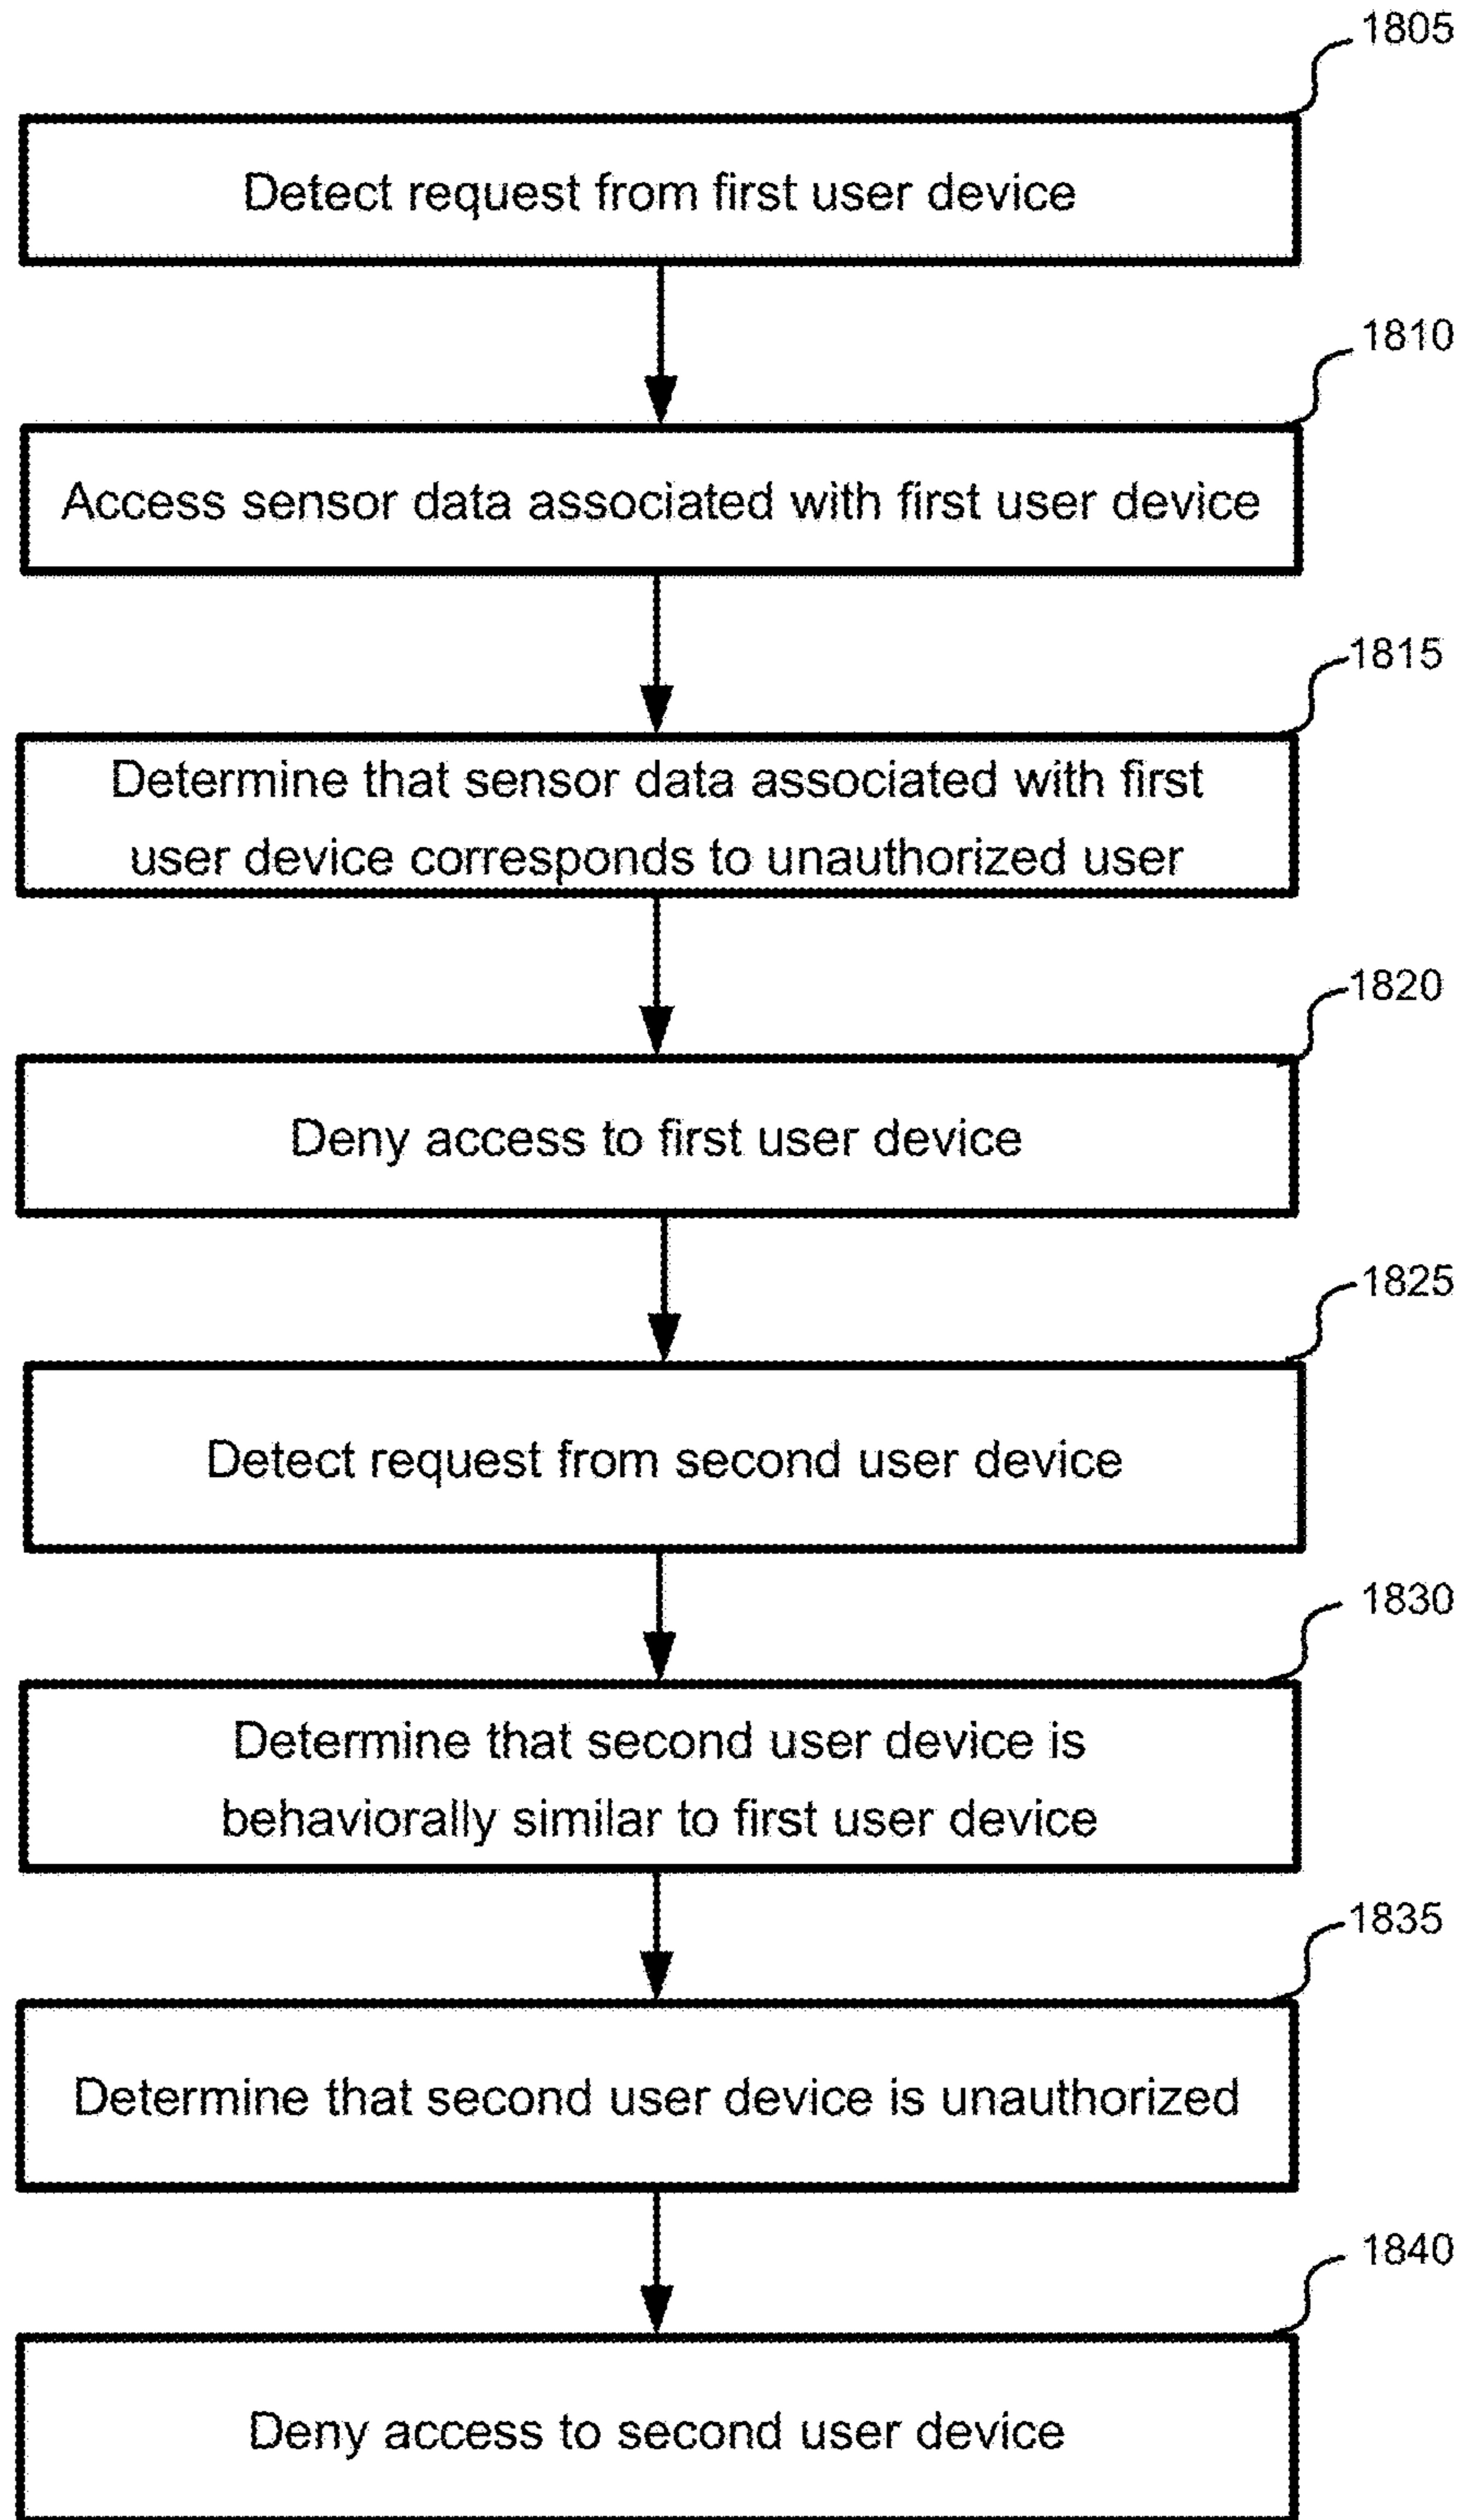 1805
Detect request from first user device
1810
Access sensor data associated with first user device
1815
Determine that sensor data associated with first
user device corresponds to unauthorized user
1820
Deny access to first user device
1825
Detect request from second user device
1830
Determine that second user device is
behaviorally similar to first user device
1835
Determine that second user device is unauthorized
1840
Deny access to second user device